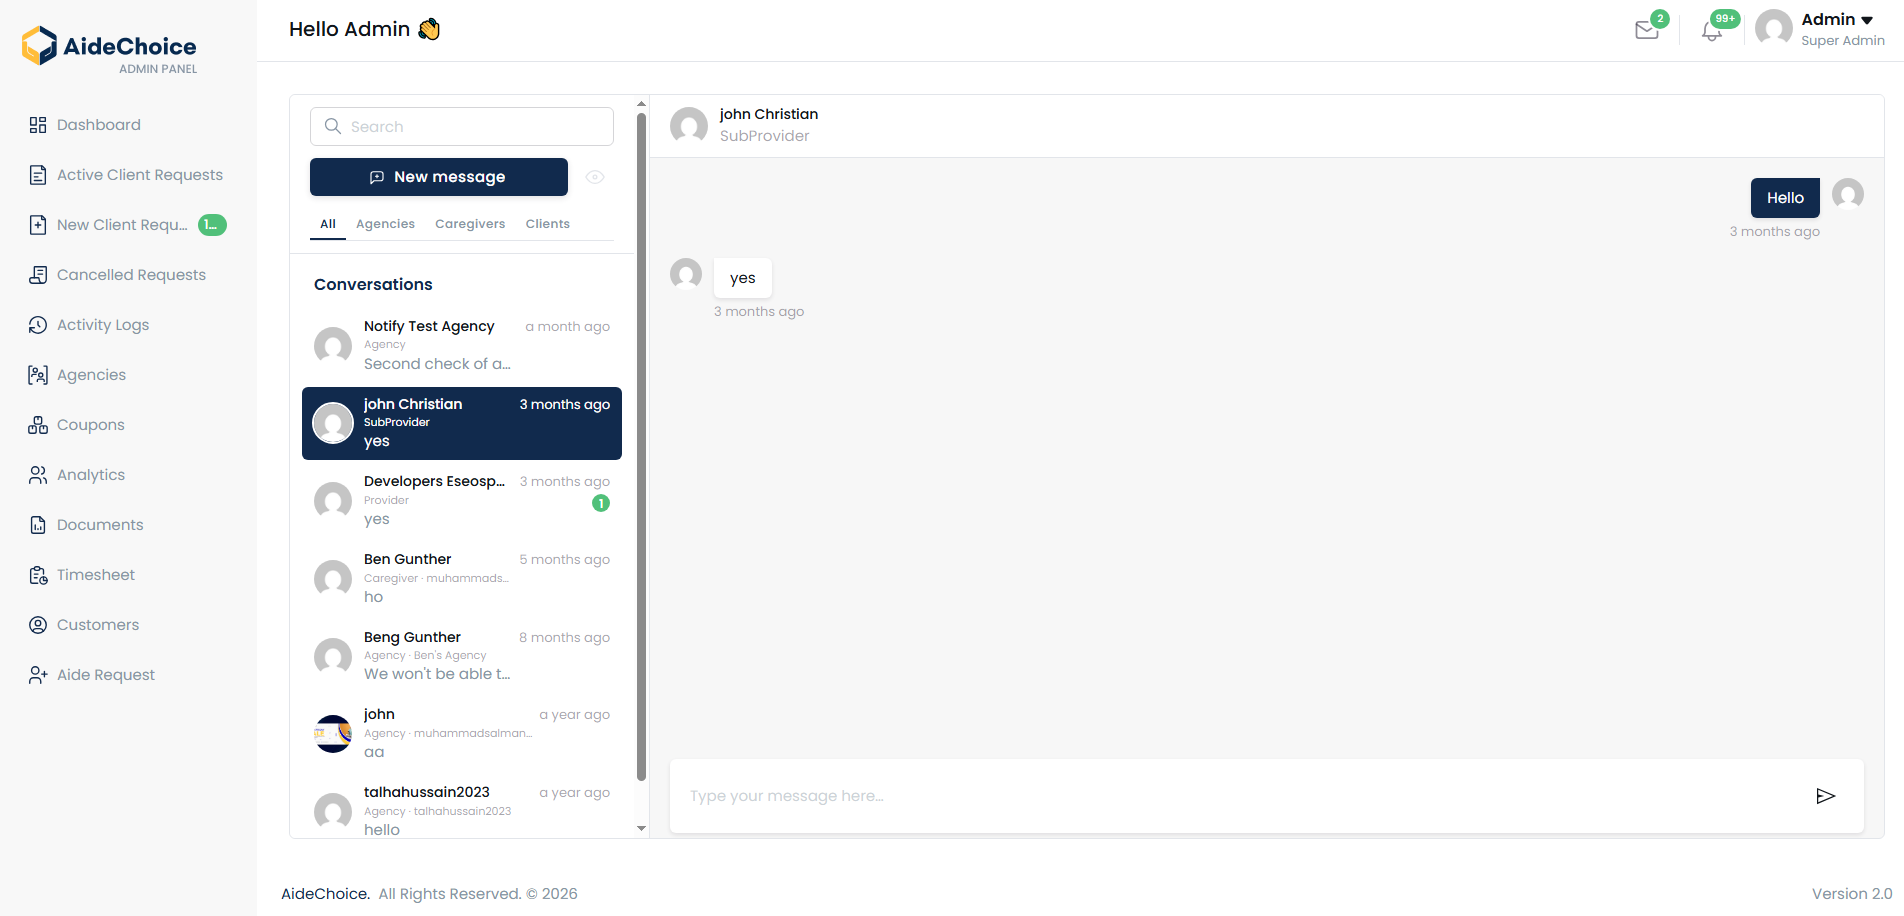 AideChoice
ADMIN PANEL
Dashboard
Active Client Requests
New Client Requ... 1...
Cancelled Requests
Activity Logs
Agencies
Coupons
Analytics
Documents
Timesheet
Customers
Aide Request
Hello Admin 👋
2
99+
Admin
Super Admin
Search
New message
All Agencies Caregivers Clients
Conversations
Notify Test Agency a month ago
Agency
Second check of a...
john Christian 3 months ago
SubProvider
yes
Developers Eseosp... 3 months ago
Provider 1
yes
Ben Gunther 5 months ago
Caregiver · muhammads...
ho
Beng Gunther 8 months ago
Agency · Ben's Agency
We won't be able t...
john a year ago
Agency · muhammadsalman...
aa
talhahussain2023 a year ago
Agency · talhahussain2023
hello
john Christian
SubProvider
Hello
3 months ago
yes
3 months ago
Type your message here...
AideChoice. All Rights Reserved. © 2026
Version 2.0